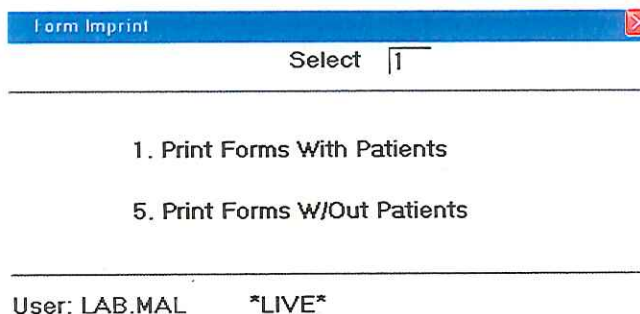 Form Imprint
Select 1
1. Print Forms With Patients
5. Print Forms W/Out Patients
User: LAB.MAL *LIVE*